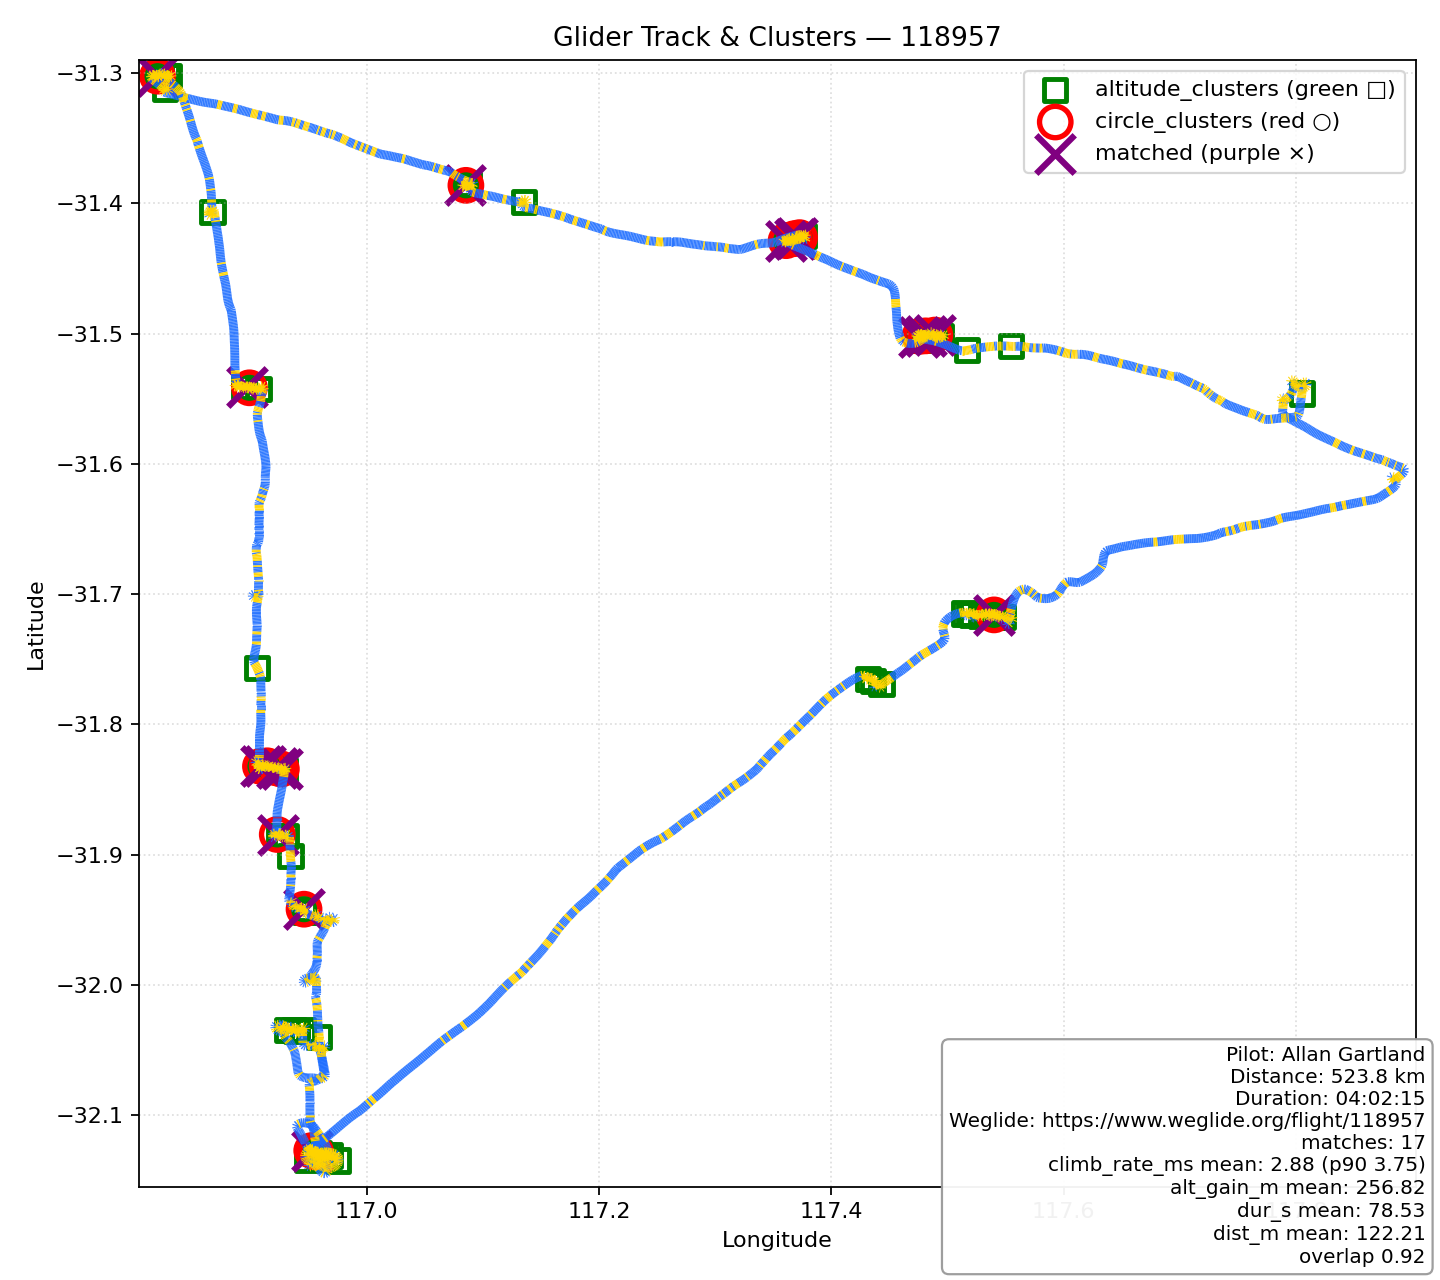 Glider Track & Clusters — 118957
altitude_clusters (green □)
circle_clusters (red ○)
matched (purple ×)
−31.3
−31.4
−31.5
−31.6
−31.7
−31.8
−31.9
−32.0
−32.1
Latitude
117.0
117.2
117.4
117.6
Longitude
Pilot: Allan Gartland
Distance: 523.8 km
Duration: 04:02:15
Weglide: https://www.weglide.org/flight/118957
matches: 17
climb_rate_ms mean: 2.88 (p90 3.75)
alt_gain_m mean: 256.82
dur_s mean: 78.53
dist_m mean: 122.21
overlap 0.92